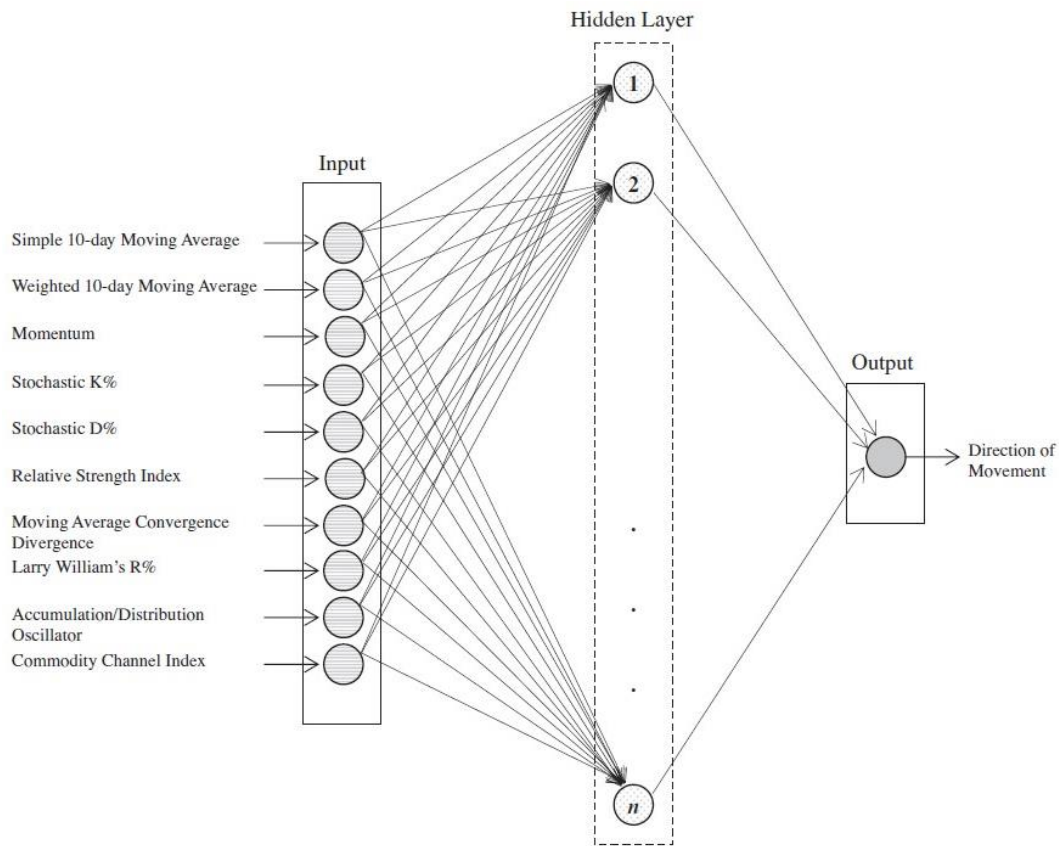 Hidden Layer
1
Input
2
Simple 10-day Moving Average
Weighted 10-day Moving Average
Momentum
Stochastic K%
Output
Stochastic D%
Direction of
Movement
Relative Strength Index
Moving Average Convergence
Divergence
Larry William's R%
Accumulation/Distribution
Oscillator
Commodity Channel Index
n